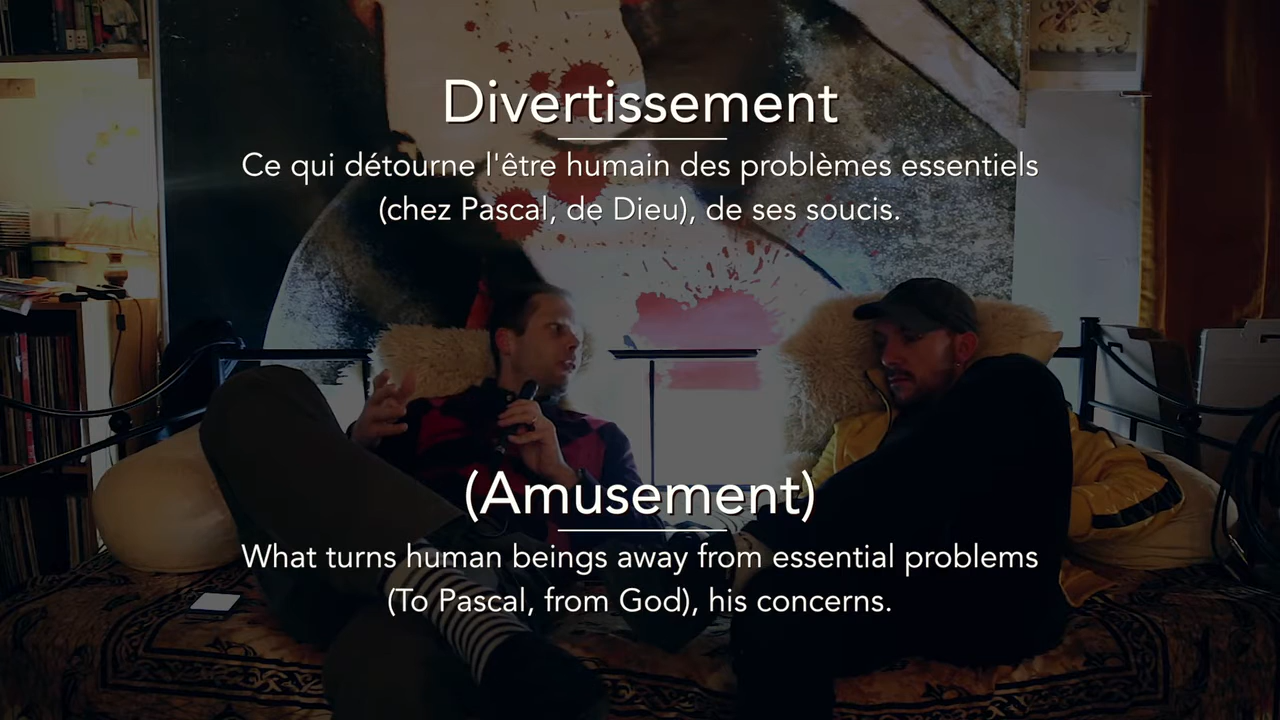 Divertissement
Ce qui détourne l'être humain des problèmes essentiels
(chez Pascal, de Dieu), de ses soucis.
(Amusement)
What turns human beings away from essential problems
(To Pascal, from God), his concerns.